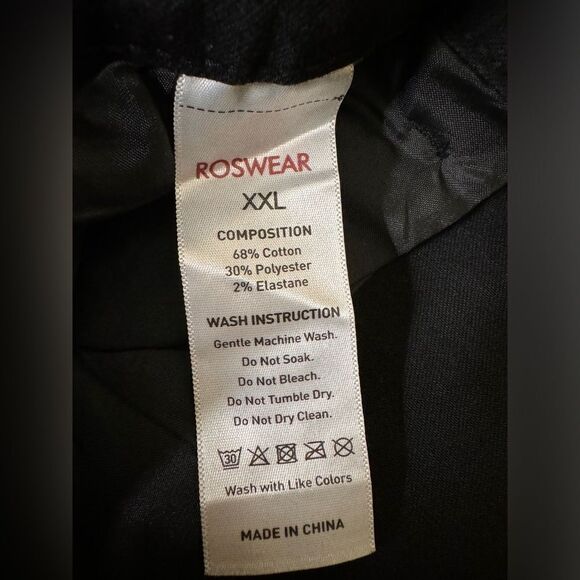 ROSWEAR
XXL
COMPOSITION
68% Cotton
30% Polyester
2% Elastane
WASH INSTRUCTION
Gentle Machine Wash.
Do Not Soak.
Do Not Bleach.
Do Not Tumble Dry.
Do Not Dry Clean.
30
Wash with Like Colors
MADE IN CHINA